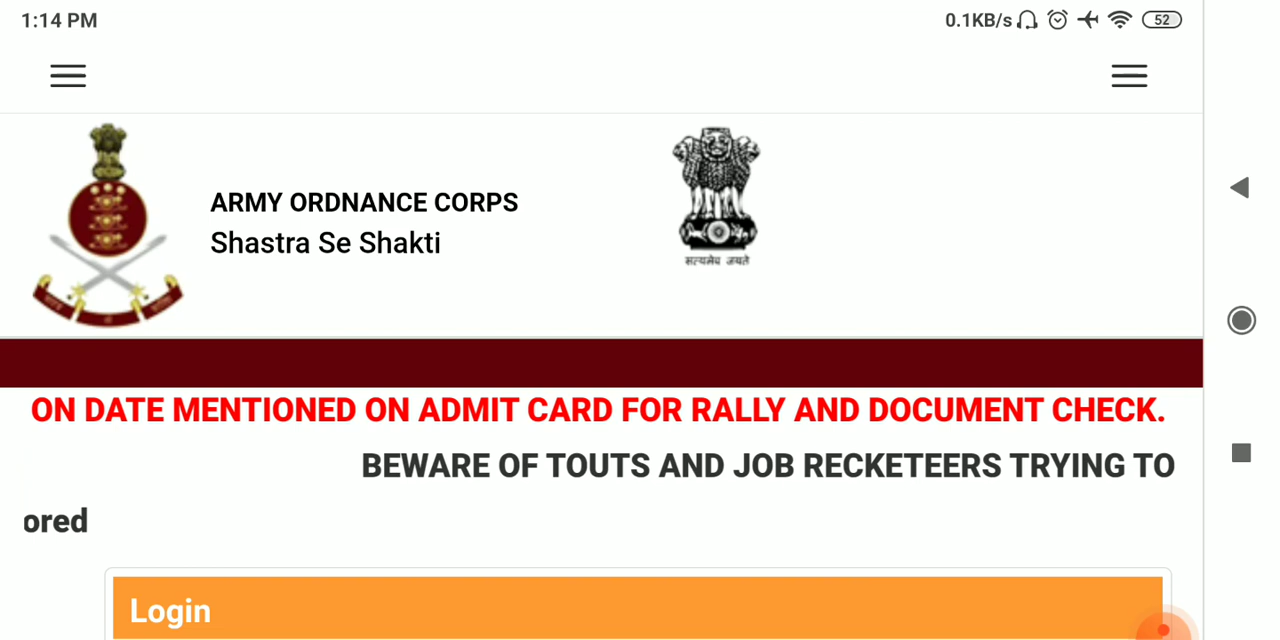 1:14 PM
0.1KB/s
52
ARMY ORDNANCE CORPS
Shastra Se Shakti
सत्यमेव जयते
ON DATE MENTIONED ON ADMIT CARD FOR RALLY AND DOCUMENT CHECK.
BEWARE OF TOUTS AND JOB RECKETEERS TRYING TO
ored
Login